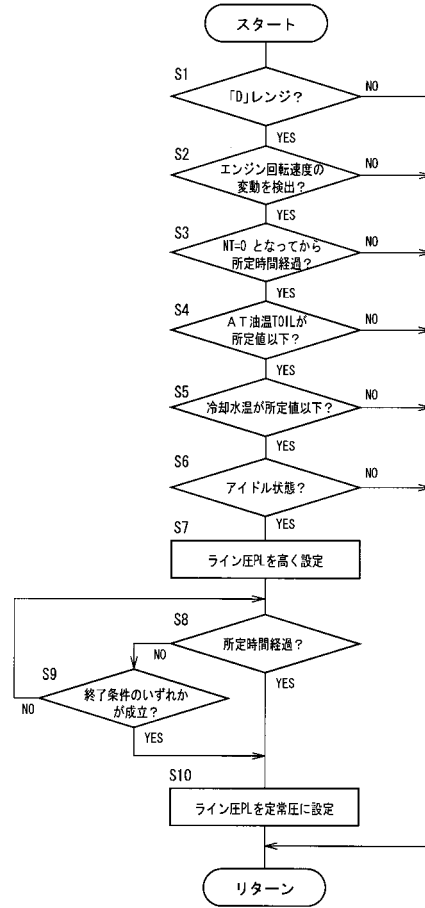 スタート
S1
「D」レンジ?
NO
YES
S2
エンジン回転速度の
変動を検出?
NO
YES
S3
NT=0 となってから
所定時間経過?
NO
YES
S4
AT油温TOILが
所定値以下?
NO
YES
S5
冷却水温が所定値以下?
NO
YES
S6
アイドル状態?
NO
YES
S7
ライン圧PLを高く設定
S8
所定時間経過?
NO
YES
S9
終了条件のいずれか
が成立?
NO
YES
S10
ライン圧PLを定常圧に設定
リターン